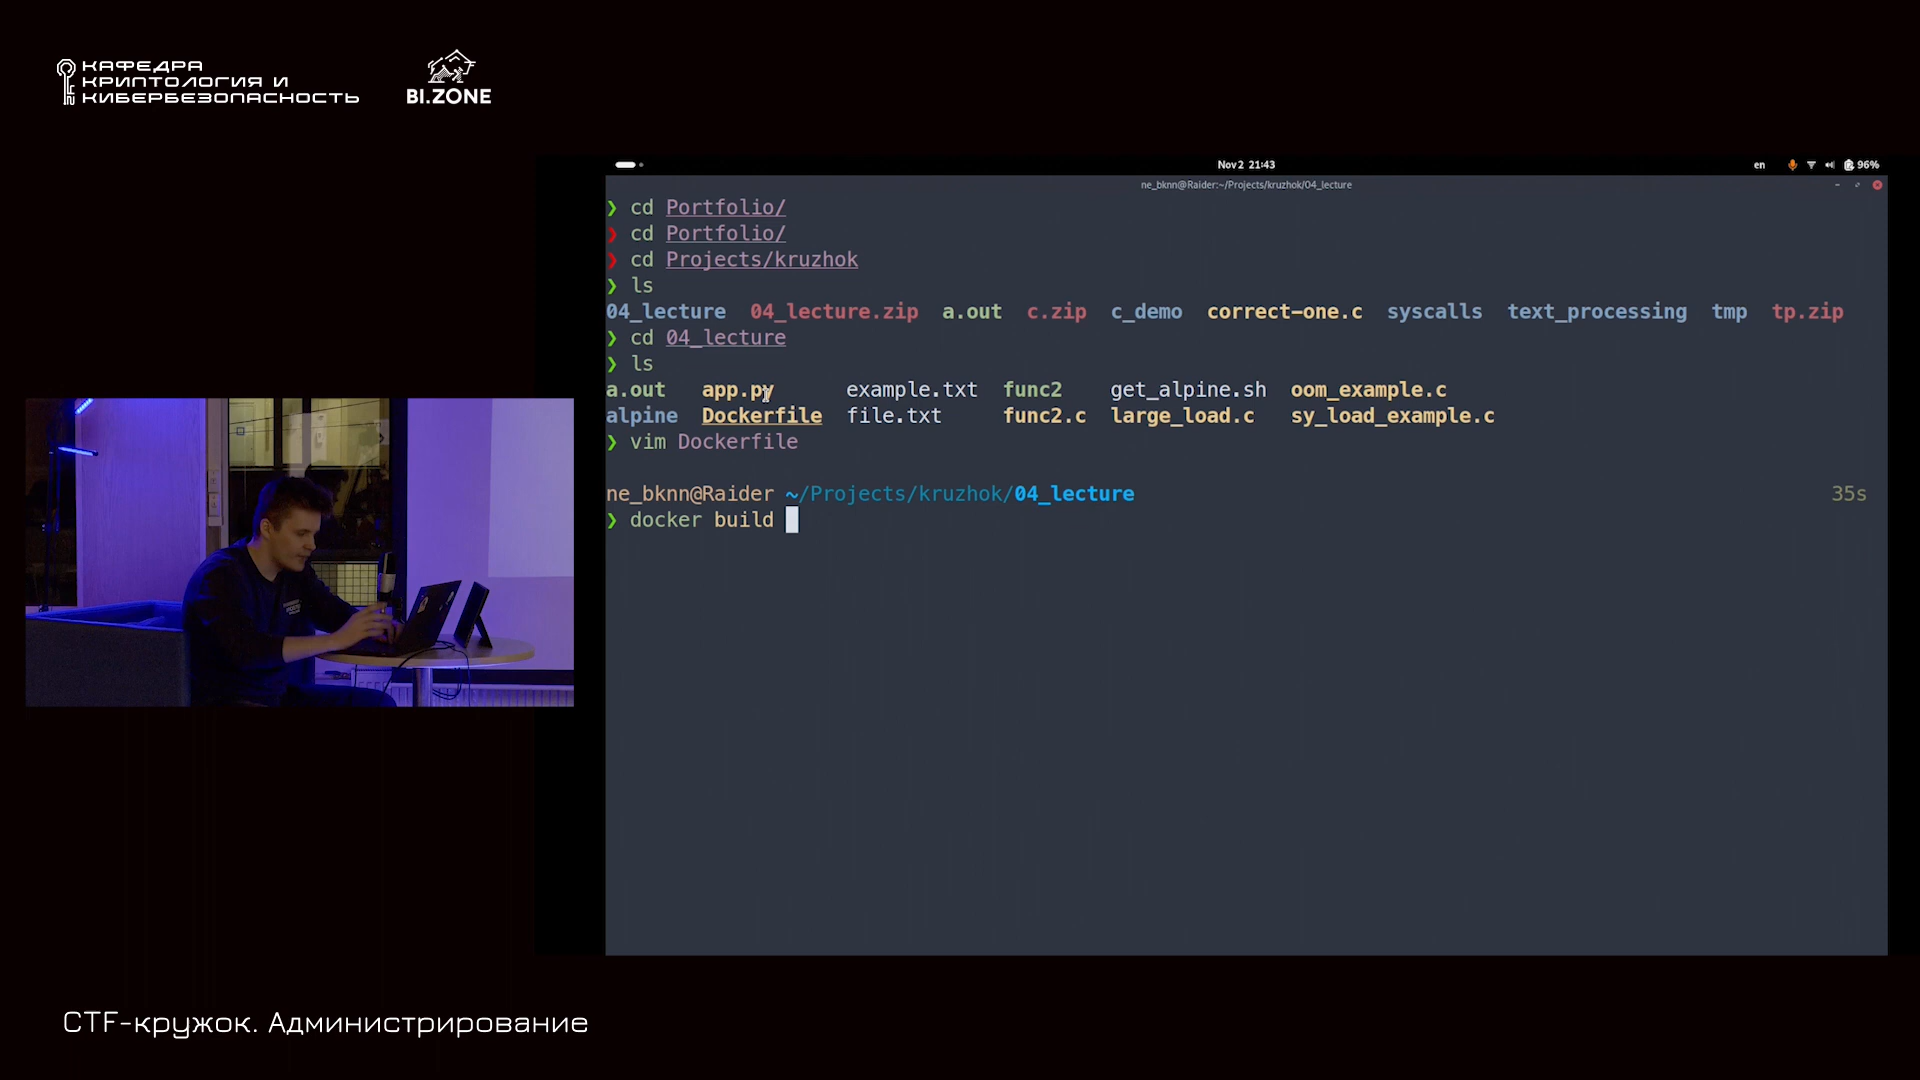 КАФЕДРА
КРИПТОЛОГИЯ И
КИБЕРБЕЗОПАСНОСТЬ
BI.ZONE
Nov 2 21:43
en
96%
ne_bknn@Raider:~/Projects/kruzhok/04_lecture
❯ cd Portfolio/
❯ cd Portfolio/
❯ cd Projects/kruzhok
❯ ls
04_lecture 04_lecture.zip a.out c.zip c_demo correct-one.c syscalls text_processing tmp tp.zip
❯ cd 04_lecture
❯ ls
a.out app.py example.txt func2 get_alpine.sh oom_example.c
alpine Dockerfile file.txt func2.c large_load.c sy_load_example.c
❯ vim Dockerfile
ne_bknn@Raider ~/Projects/kruzhok/04_lecture 35s
❯ docker build
CTF-кружок. Администрирование